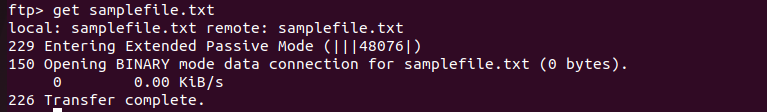 ftp> get samplefile.txt
local: samplefile.txt remote: samplefile.txt
229 Entering Extended Passive Mode (|||48076|)
150 Opening BINARY mode data connection for samplefile.txt (0 bytes).
     0        0.00 KiB/s
226 Transfer complete.